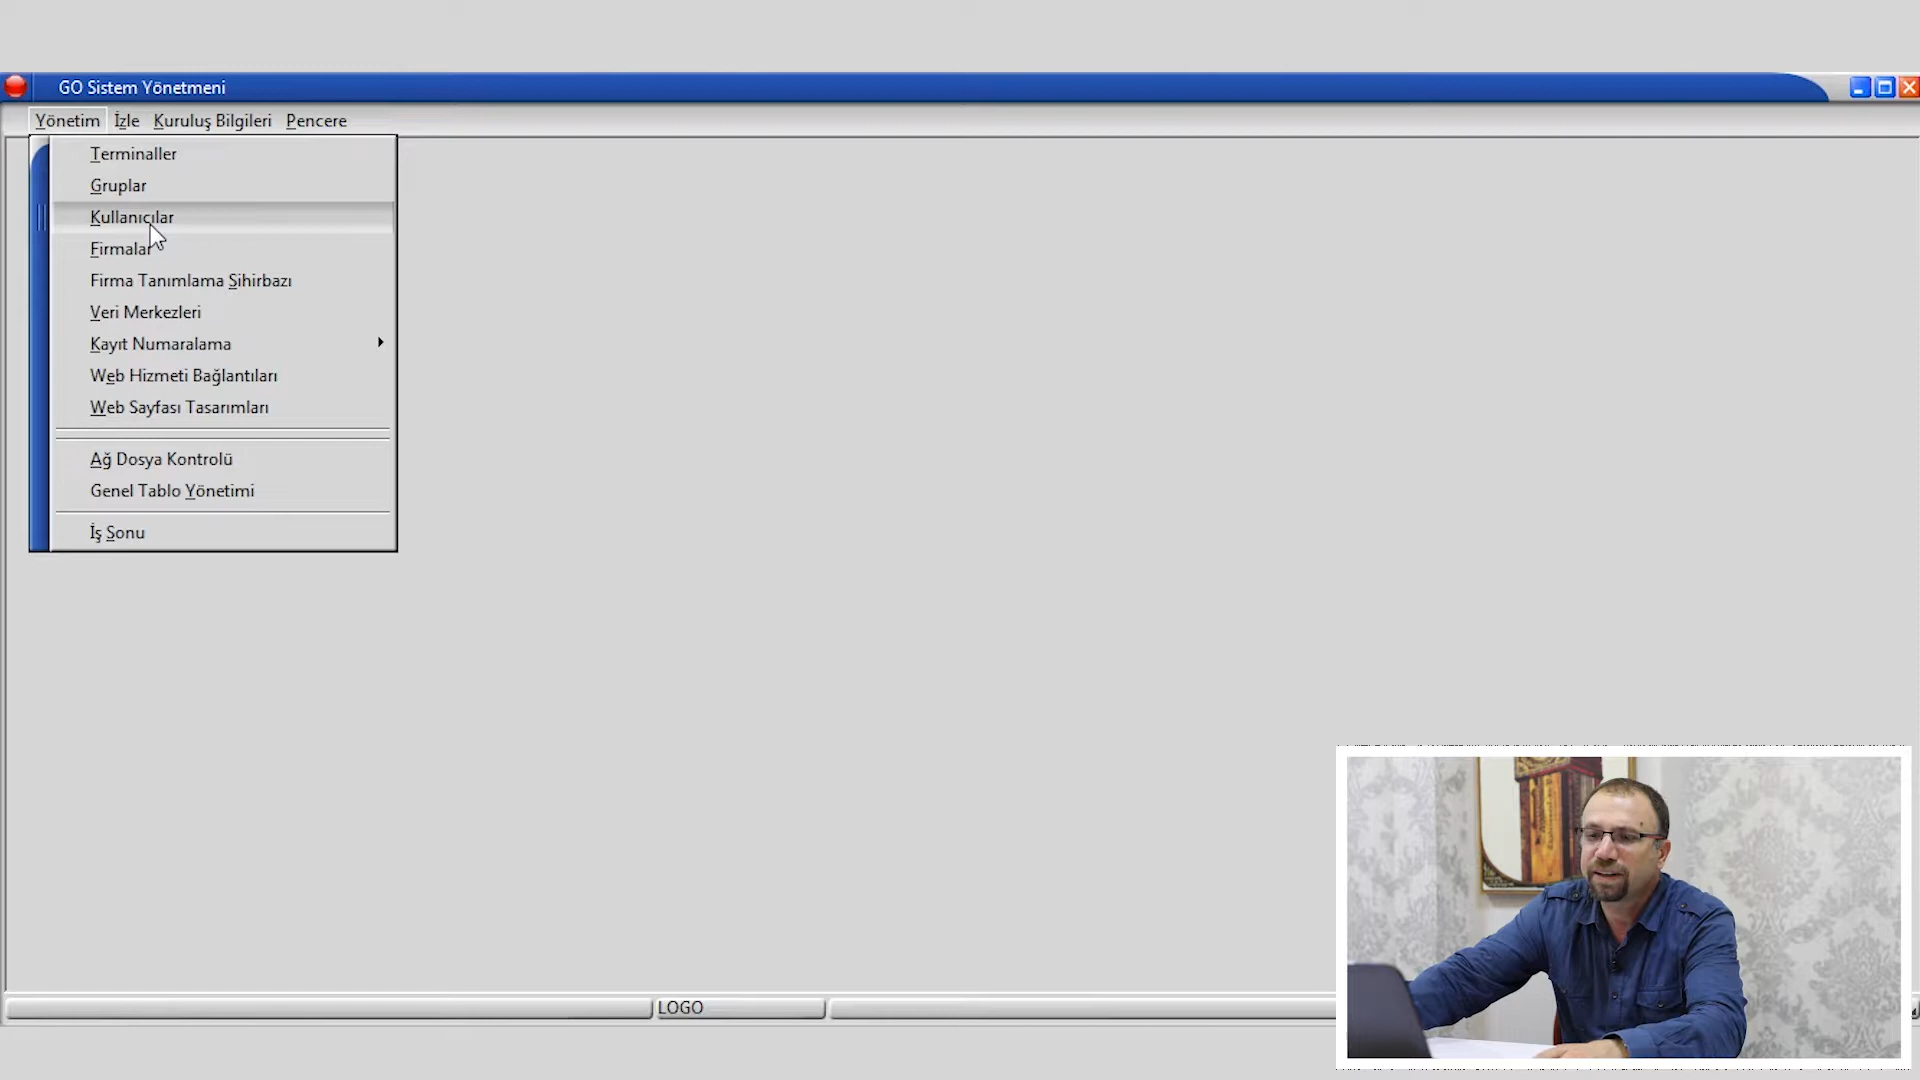 GO Sistem Yönetmeni
Yönetim İzle Kuruluş Bilgileri Pencere
Terminaller
Gruplar
Kullanıcılar
Firmalar
Firma Tanımlama Sihirbazı
Veri Merkezleri
Kayıt Numaralama
Web Hizmeti Bağlantıları
Web Sayfası Tasarımları
Ağ Dosya Kontrolü
Genel Tablo Yönetimi
İş Sonu
LOGO